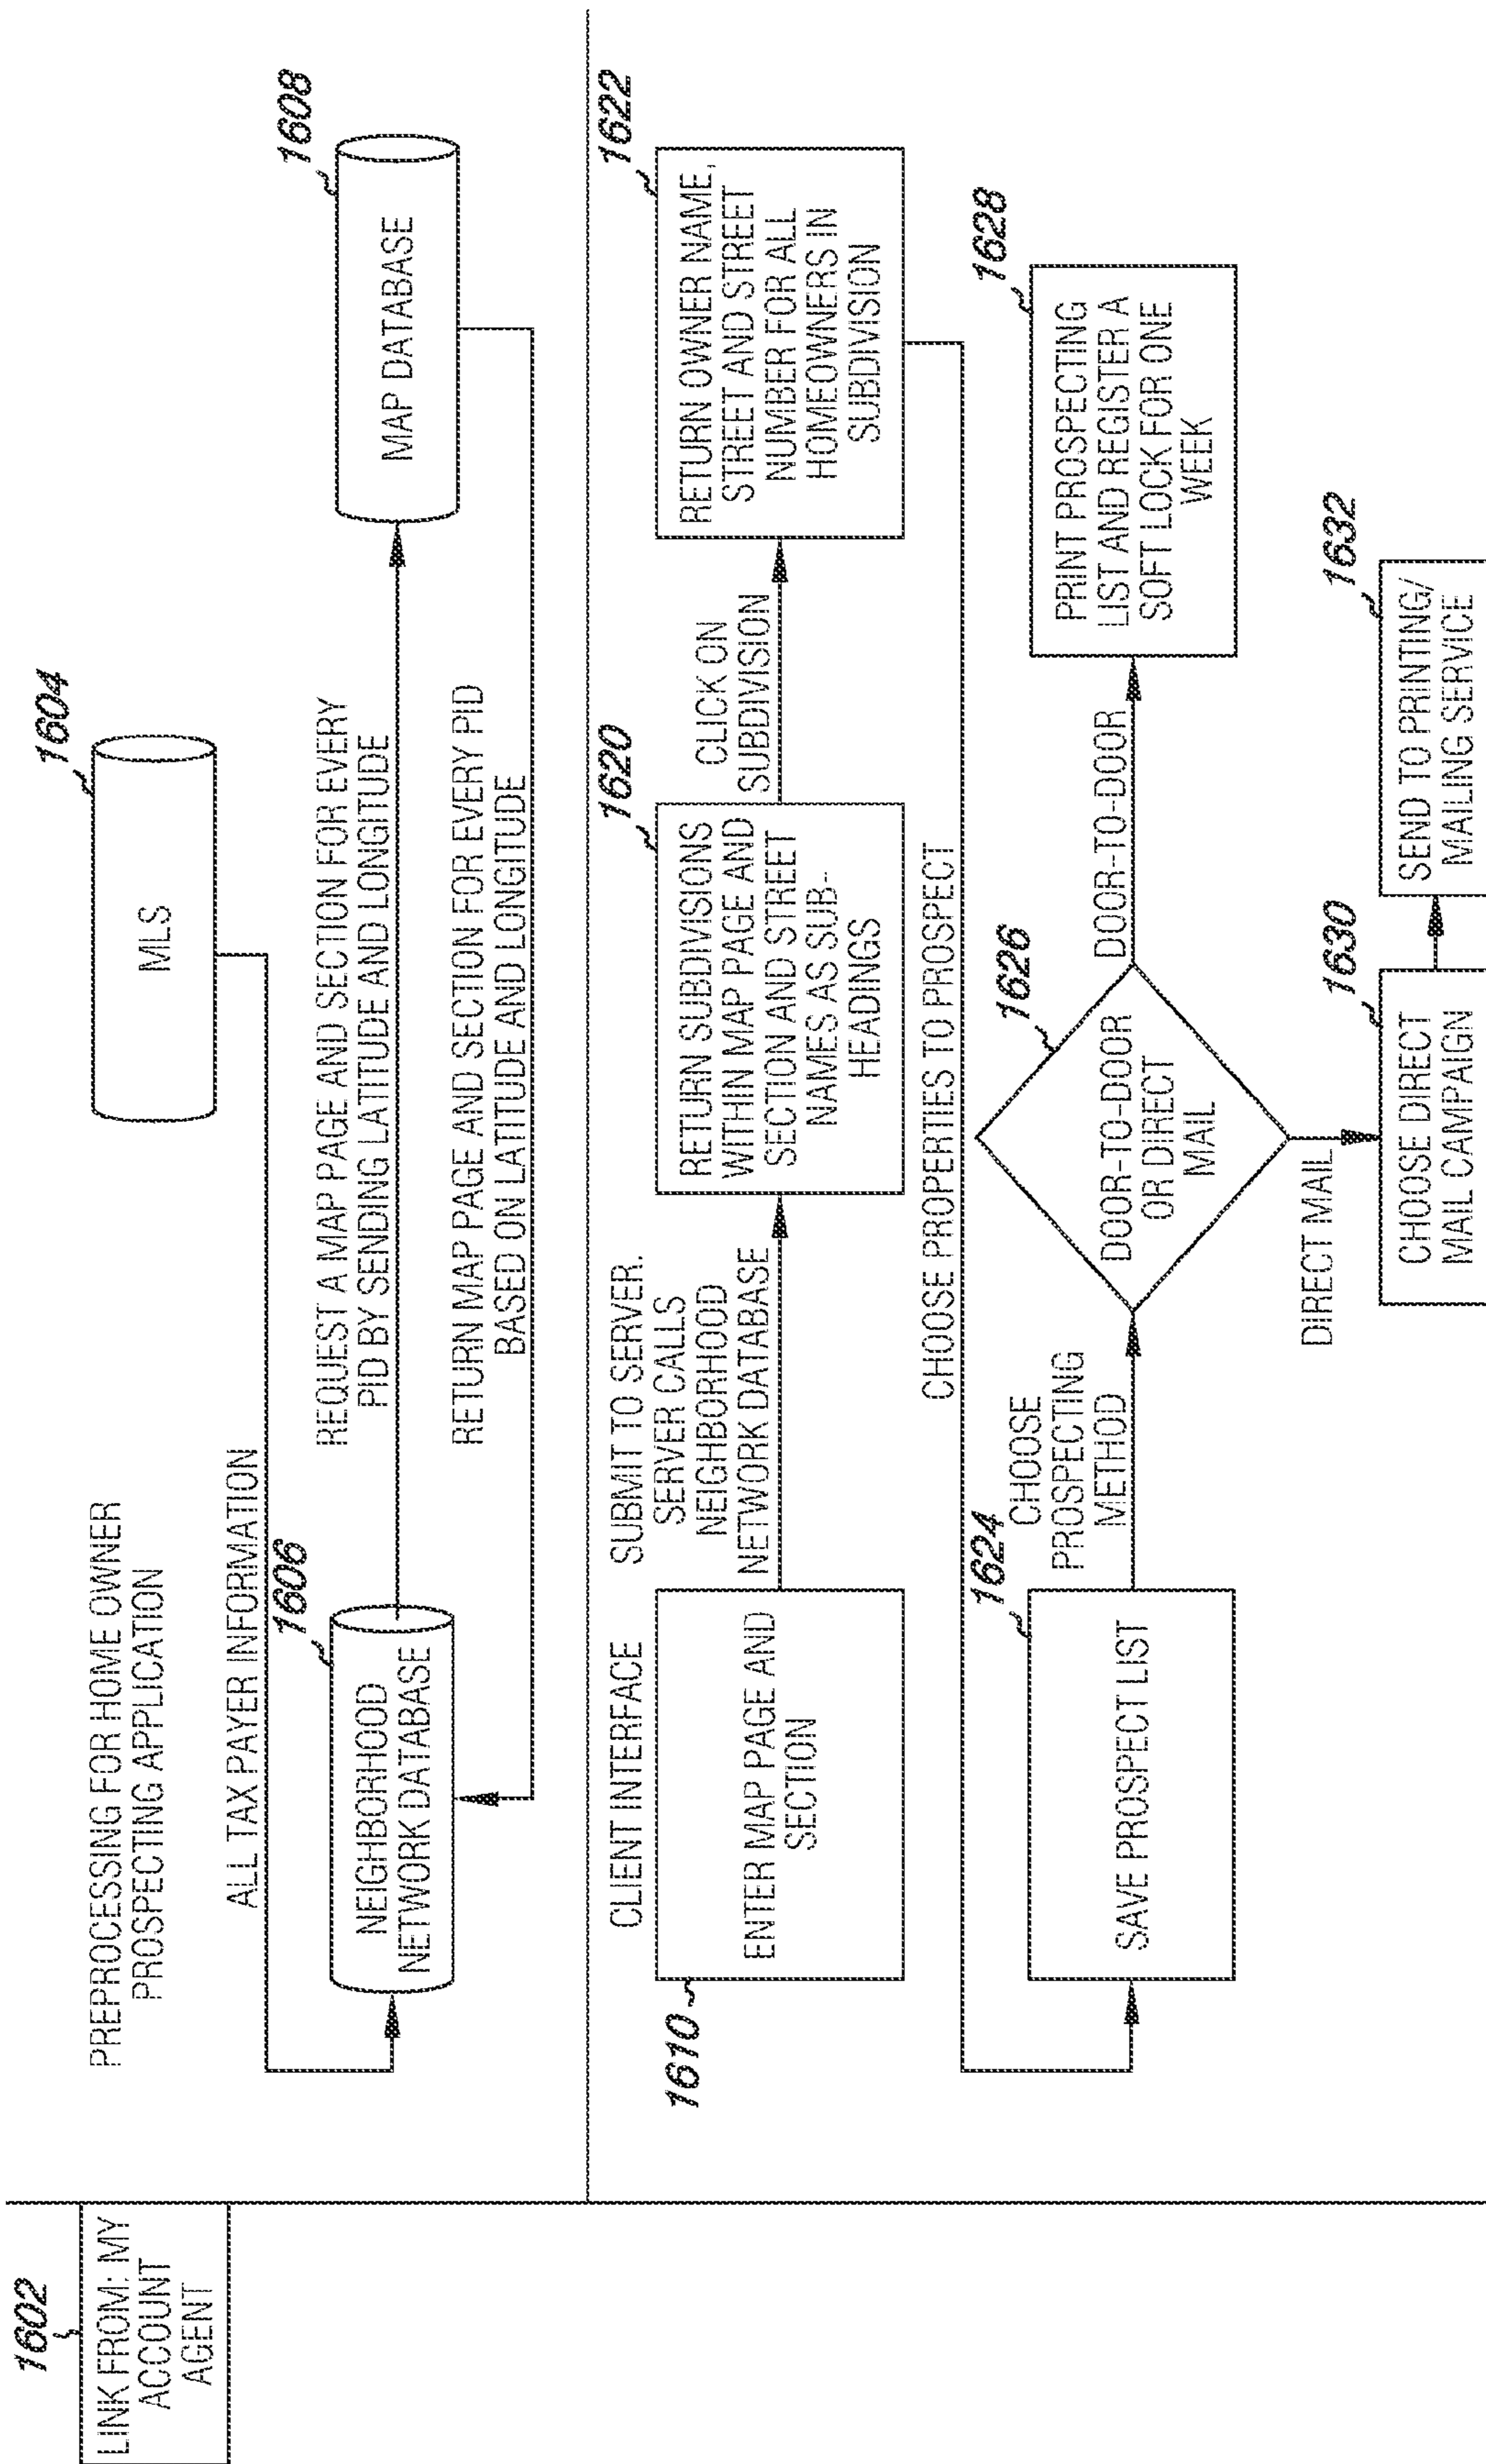 1602
LINK FROM: MY
ACCOUNT
AGENT
PREPROCESSING FOR HOME OWNER
PROSPECTING APPLICATION
1604
MLS
ALL TAX PAYER INFORMATION
1606
NEIGHBORHOOD
NETWORK DATABASE
REQUEST A MAP PAGE AND SECTION FOR EVERY
PID BY SENDING LATITUDE AND LONGITUDE
1608
MAP DATABASE
RETURN MAP PAGE AND SECTION FOR EVERY PID
BASED ON LATITUDE AND LONGITUDE
CLIENT INTERFACE
1610
ENTER MAP PAGE AND
SECTION
SUBMIT TO SERVER.
SERVER CALLS
NEIGHBORHOOD
NETWORK DATABASE
1620
RETURN SUBDIVISIONS
WITHIN MAP PAGE AND
SECTION AND STREET
NAMES AS SUB-
HEADINGS
CLICK ON
SUBDIVISION
1622
RETURN OWNER NAME,
STREET AND STREET
NUMBER FOR ALL
HOMEOWNERS IN
SUBDIVISION
CHOOSE PROPERTIES TO PROSPECT
1624
SAVE PROSPECT LIST
CHOOSE
PROSPECTING
METHOD
1626
DOOR-TO-DOOR
OR DIRECT
MAIL
DOOR-TO-DOOR
1628
PRINT PROSPECTING
LIST AND REGISTER A
SOFT LOCK FOR ONE
WEEK
DIRECT MAIL
1630
CHOOSE DIRECT
MAIL CAMPAIGN
1632
SEND TO PRINTING/
MAILING SERVICE